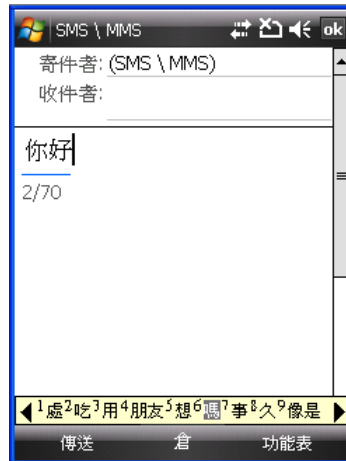 SMS \ MMS ok
寄件者: (SMS \ MMS)
收件者:
你好
2/70
1處2吃3用4朋友5想6嗎7事8久9像是
傳送 倉 功能表